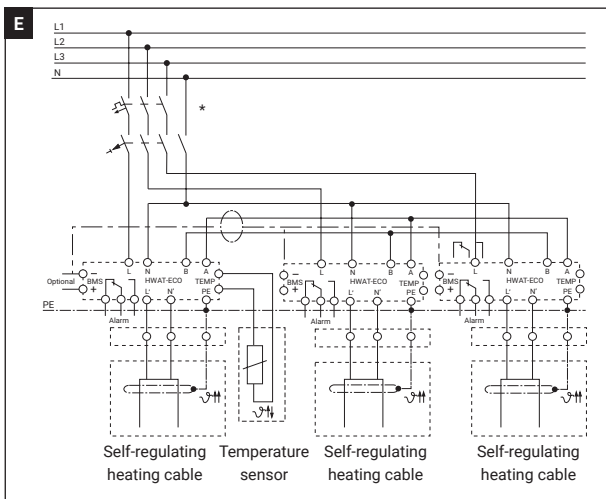 E
L1
L2
L3
N
*
L N B A L N B A L N B A
Optional − BMS + HWAT-ECO TEMP − BMS + HWAT-ECO TEMP − BMS + HWAT-ECO TEMP
L' N' PE L' N' PE L' N' PE
PE
Alarm Alarm Alarm
Self-regulating heating cable
Temperature sensor
Self-regulating heating cable
Self-regulating heating cable